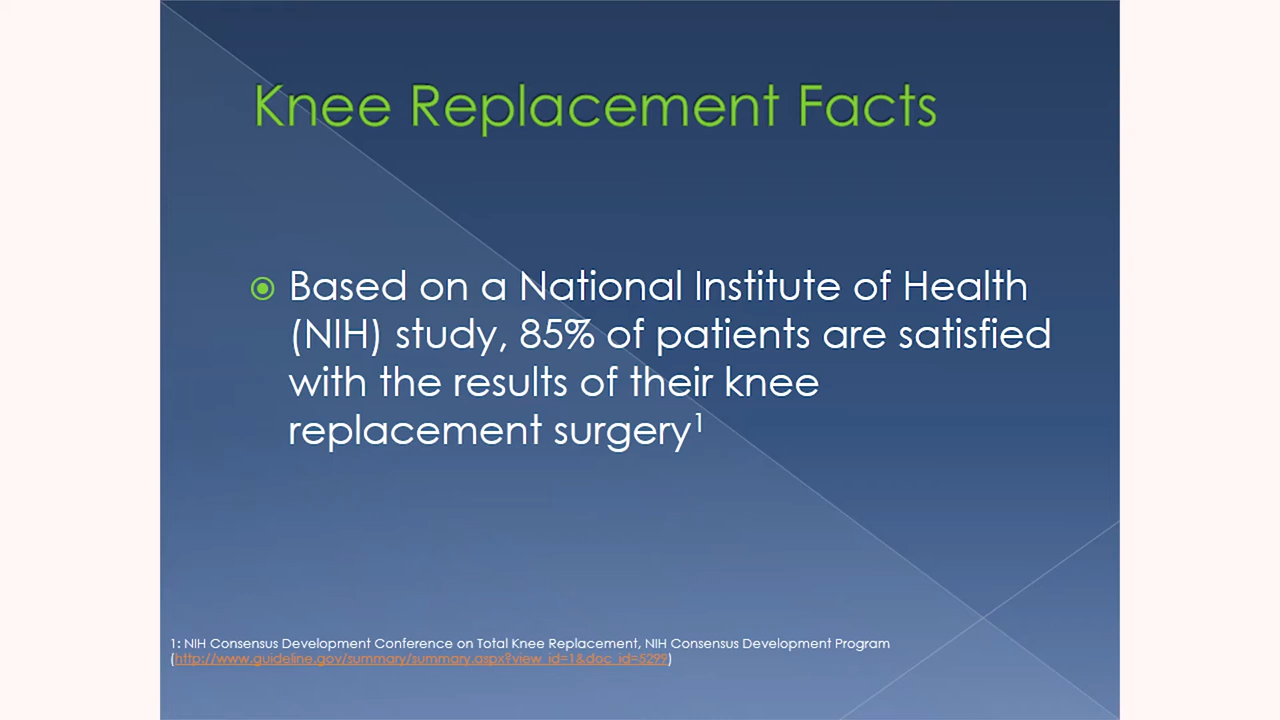 Knee Replacement Facts
Based on a National Institute of Health
(NIH) study, 85% of patients are satisfied
with the results of their knee
replacement surgery1
1: NIH Consensus Development Conference on Total Knee Replacement, NIH Consensus Development Program
(http://www.guideline.gov/summary/summary.aspx?view_id=1&doc_id=5299)